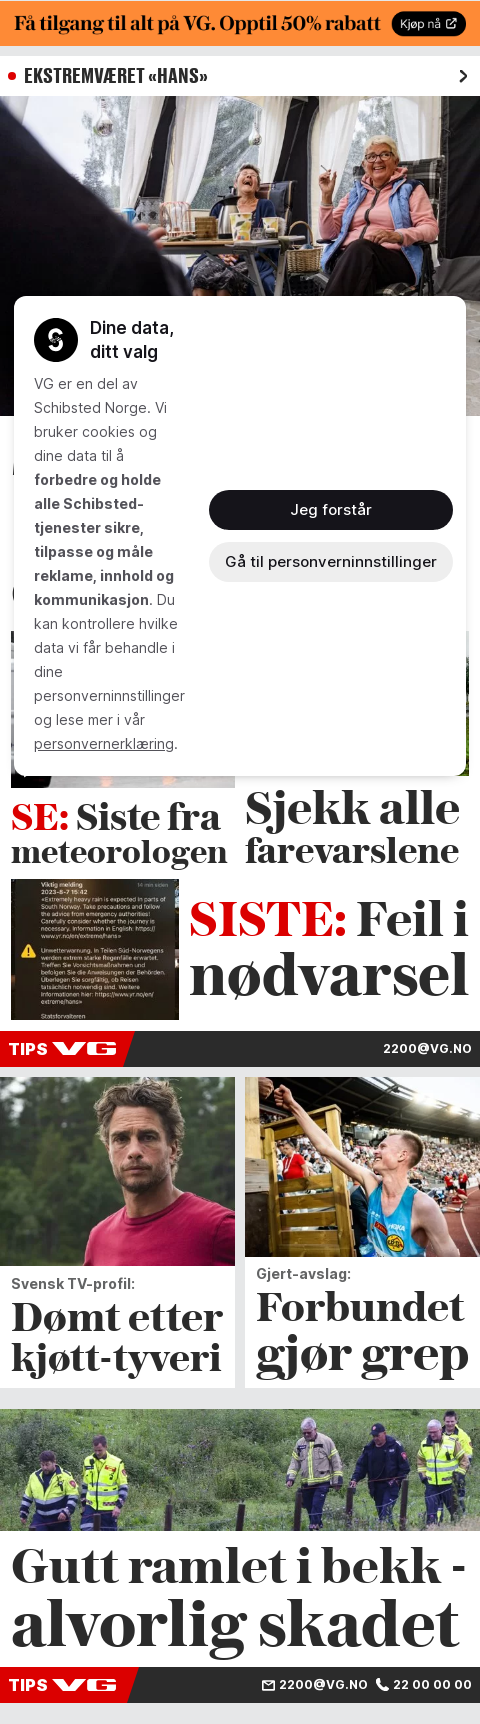 Få tilgang til alt på VG. Opptil 50% rabatt
Kjøp nå
EKSTREMVÆRET «HANS»
Dine data,
ditt valg
VG er en del av
Schibsted Norge. Vi
bruker cookies og
dine data til å
forbedre og holde
alle Schibsted-
tjenester sikre,
tilpasse og måle
reklame, innhold og
kommunikasjon. Du
kan kontrollere hvilke
data vi får behandle i
dine
personverninnstillinger
og lese mer i vår
personvernerklæring.
Jeg forstår
Gå til personverninnstillinger
SE: Siste fra
meteorologen
Sjekk alle
farevarslene
Viktig melding
14 min siden
2023-8-7 15:42
«Extremely heavy rain is expected in parts of
South Norway. Take precautions and follow
the advice from emergency authorities!
Carefully consider whether the journey is
necessary. Information in English: https://
www.yr.no/en/extreme/hans»
Unwetterwarnung. In Teilen Süd-Norwegens
werden extrem starke Regenfälle erwartet.
Treffen Sie Vorsichtsmaßnahmen und
befolgen Sie die Anweisungen der Behörden.
Überlegen Sie sorgfältig, ob Reisen
tatsächlich notwendig sind. Weitere
Informationen hier: https://www.yr.no/en/
extreme/hans»
Statsforvalteren
SISTE: Feil i
nødvarsel
TIPS VG
2200@VG.NO
Svensk TV-profil:
Dømt etter
kjøtt-tyveri
Gjert-avslag:
Forbundet
gjør grep
Gutt ramlet i bekk -
alvorlig skadet
TIPS VG
2200@VG.NO
22 00 00 00